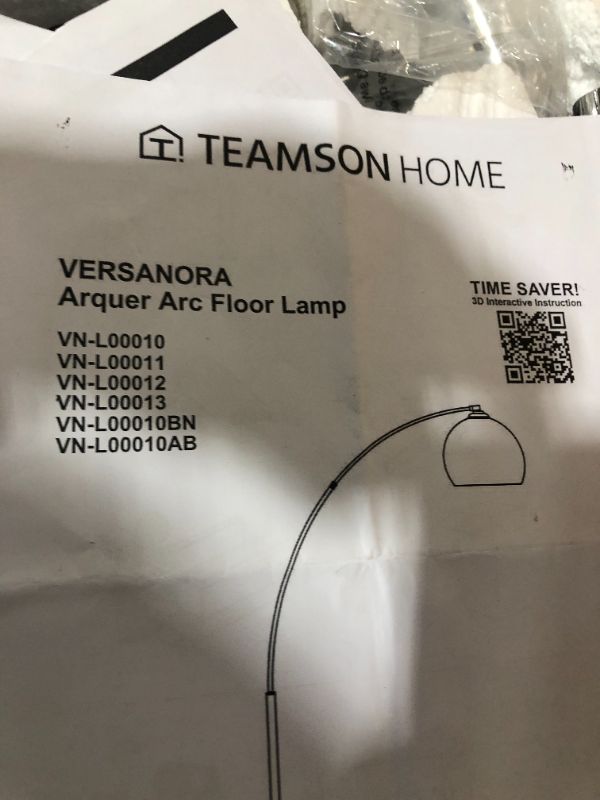 TEAMSON HOME
VERSANORA
Arquer Arc Floor Lamp
TIME SAVER!
3D Interactive Instruction
VN-L00010
VN-L00011
VN-L00012
VN-L00013
VN-L00010BN
VN-L00010AB